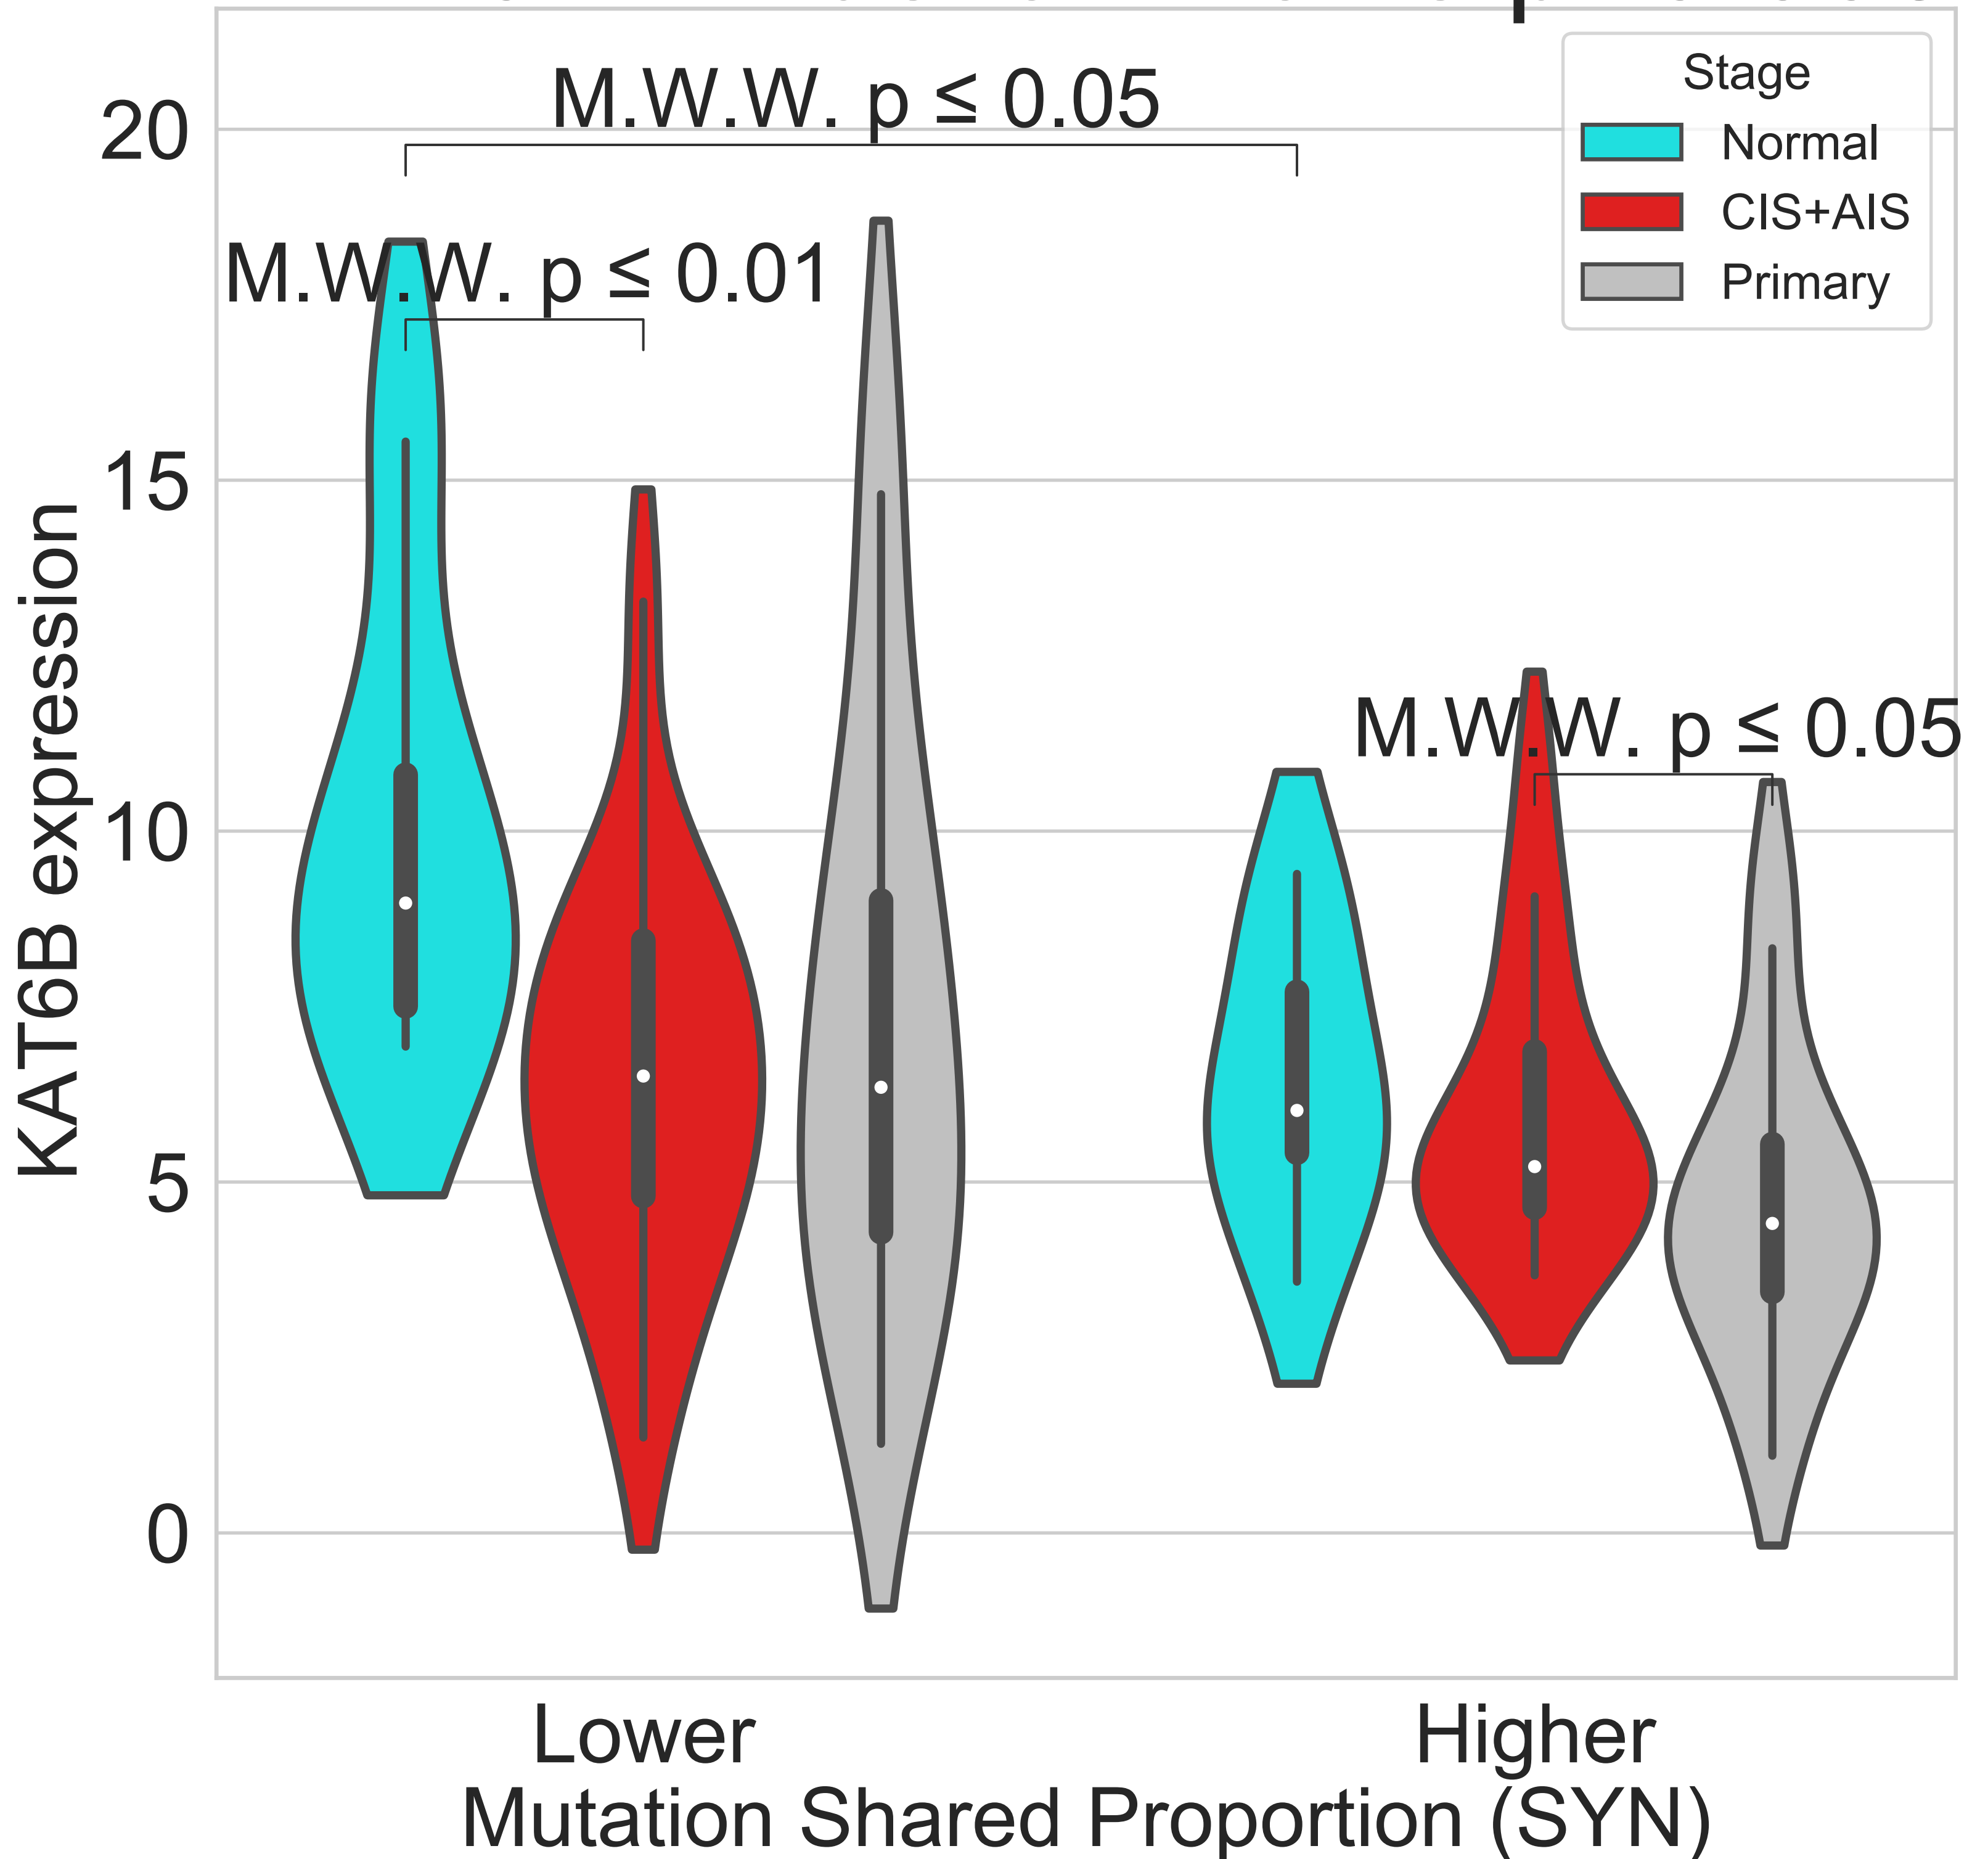 M.W.W. p ≤ 0.05
Stage
Normal
CIS+AIS
Primary
M.W.W. p ≤ 0.01
M.W.W. p ≤ 0.05
20
15
10
5
0
KAT6B expression
Lower
Higher
Mutation Shared Proportion (SYN)